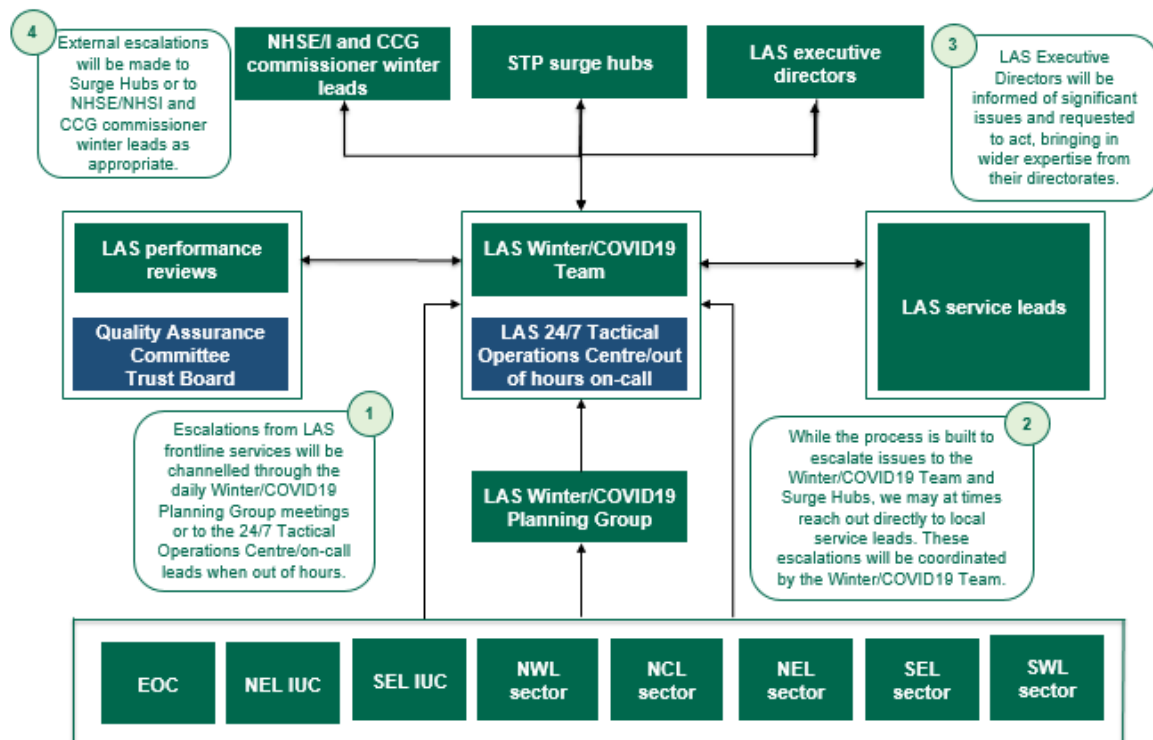 4
External escalations
will be made to
Surge Hubs or to
NHSE/NHSI and
CCG commissioner
winter leads as
appropriate.
NHSE/I and CCG
commissioner winter
leads
STP surge hubs
LAS executive
directors
3
LAS Executive
Directors will be
informed of significant
issues and requested
to act, bringing in
wider expertise from
their directorates.
LAS performance
reviews
Quality Assurance
Committee
Trust Board
LAS Winter/COVID19
Team
LAS 24/7 Tactical
Operations Centre/out
of hours on-call
LAS service leads
1
Escalations from LAS
frontline services will be
channelled through the
daily Winter/COVID19
Planning Group meetings
or to the 24/7 Tactical
Operations Centre/on-call
leads when out of hours.
LAS Winter/COVID19
Planning Group
2
While the process is built to
escalate issues to the
Winter/COVID19 Team and
Surge Hubs, we may at times
reach out directly to local
service leads. These
escalations will be coordinated
by the Winter/COVID19 Team.
EOC
NEL IUC
SEL IUC
NWL
sector
NCL
sector
NEL
sector
SEL
sector
SWL
sector